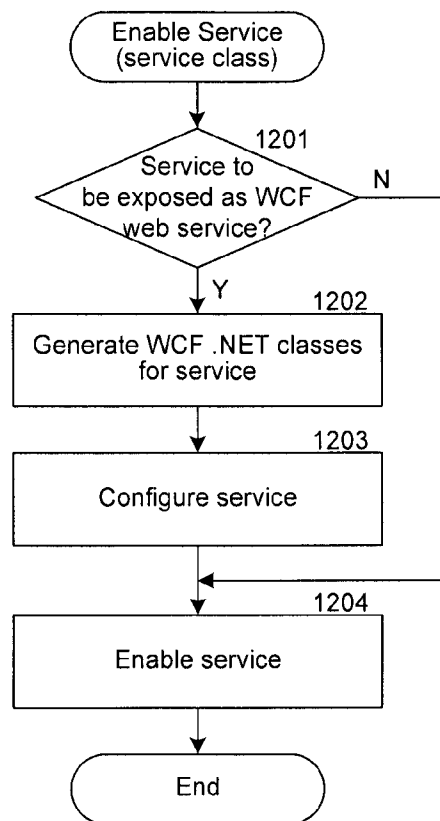 Enable Service
(service class)
1201
Service to
be exposed as WCF
web service?
N
Y
1202
Generate WCF .NET classes
for service
1203
Configure service
1204
Enable service
End